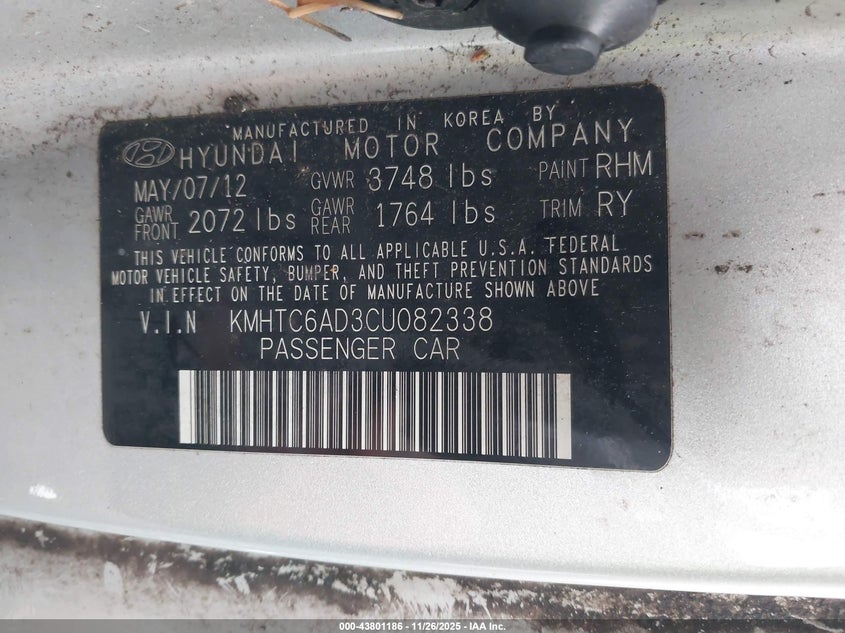 MANUFACTURED IN KOREA BY
HYUNDAI MOTOR COMPANY
MAY/07/12 GVWR 3748 lbs PAINT RHM
GAWR FRONT 2072 lbs GAWR REAR 1764 lbs TRIM RY
THIS VEHICLE CONFORMS TO ALL APPLICABLE U.S.A. FEDERAL
MOTOR VEHICLE SAFETY, BUMPER, AND THEFT PREVENTION STANDARDS
IN EFFECT ON THE DATE OF MANUFACTURE SHOWN ABOVE
V.I.N KMHTC6AD3CU082338
PASSENGER CAR
000-43801186 - 11/26/2025 - IAA Inc.